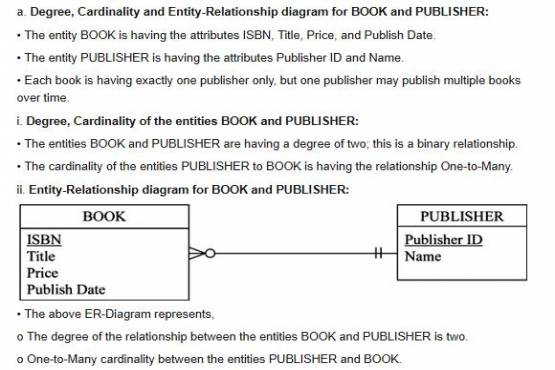 a. Degree, Cardinality and Entity-Relationship diagram for BOOK and PUBLISHER:
• The entity BOOK is having the attributes ISBN, Title, Price, and Publish Date.
• The entity PUBLISHER is having the attributes Publisher ID and Name.
• Each book is having exactly one publisher only, but one publisher may publish multiple books
over time.
i. Degree, Cardinality of the entities BOOK and PUBLISHER:
• The entities BOOK and PUBLISHER are having a degree of two; this is a binary relationship.
• The cardinality of the entities PUBLISHER to BOOK is having the relationship One-to-Many.
ii. Entity-Relationship diagram for BOOK and PUBLISHER:
BOOK
ISBN
Title
Price
Publish Date
PUBLISHER
Publisher ID
Name
• The above ER-Diagram represents,
o The degree of the relationship between the entities BOOK and PUBLISHER is two.
o One-to-Many cardinality between the entities PUBLISHER and BOOK.